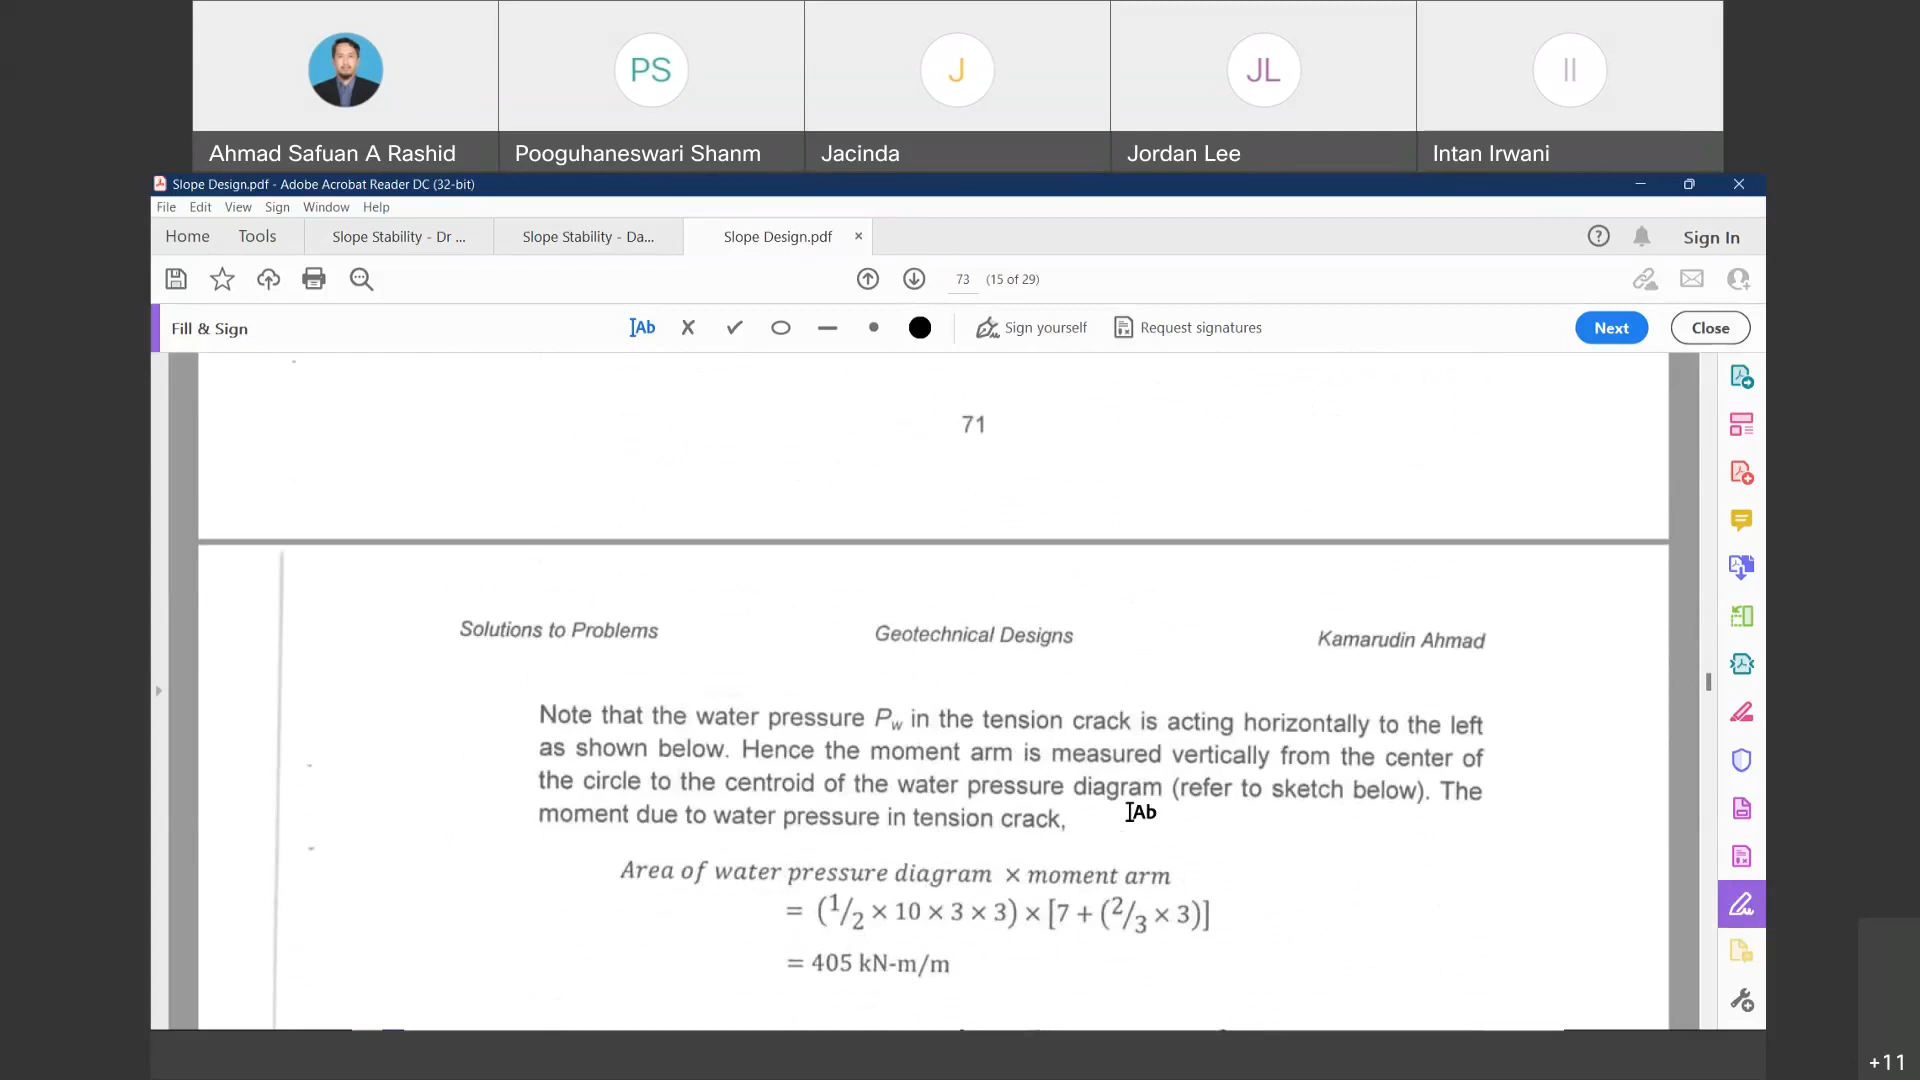 PS
J
JL
II
Ahmad Safuan A Rashid
Pooguhaneswari Shanm
Jacinda
Jordan Lee
Intan Irwani
Slope Design.pdf - Adobe Acrobat Reader DC (32-bit)
File Edit View Sign Window Help
Home Tools Slope Stability - Dr ... Slope Stability - Da... Slope Design.pdf × ? Sign In
73 (15 of 29)
Fill & Sign Ab Sign yourself Request signatures Next Close
71
Solutions to Problems Geotechnical Designs Kamarudin Ahmad
Note that the water pressure Pw in the tension crack is acting horizontally to the left
as shown below. Hence the moment arm is measured vertically from the center of
the circle to the centroid of the water pressure diagram (refer to sketch below). The
moment due to water pressure in tension crack,
Ab
Area of water pressure diagram × moment arm
= (1/2 × 10 × 3 × 3) × [7 + (2/3 × 3)]
= 405 kN-m/m
+11